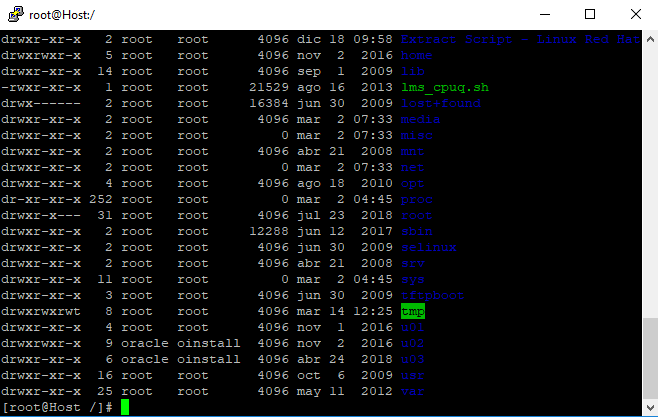 root@Host:/
drwxr-xr-x 2 root root 4096 dic 18 09:58 Extract Script - Linux Red Hat
drwxrwxr-x 5 root root 4096 nov 2 2016 home
drwxr-xr-x 14 root root 4096 sep 1 2009 lib
-rwxr-xr-x 1 root root 21529 ago 16 2013 lms_cpuq.sh
drwx------ 2 root root 16384 jun 30 2009 lost+found
drwxr-xr-x 2 root root 4096 mar 2 07:33 media
drwxr-xr-x 2 root root 0 mar 2 07:33 misc
drwxr-xr-x 2 root root 4096 abr 21 2008 mnt
drwxr-xr-x 2 root root 0 mar 2 07:33 net
drwxr-xr-x 4 root root 4096 ago 18 2010 opt
dr-xr-xr-x 252 root root 0 mar 2 04:45 proc
drwxr-x--- 31 root root 4096 jul 23 2018 root
drwxr-xr-x 2 root root 12288 jun 12 2017 sbin
drwxr-xr-x 2 root root 4096 jun 30 2009 selinux
drwxr-xr-x 2 root root 4096 abr 21 2008 srv
drwxr-xr-x 11 root root 0 mar 2 04:45 sys
drwxr-xr-x 3 root root 4096 jun 30 2009 tftpboot
drwxrwxrwt 8 root root 4096 mar 14 12:25 tmp
drwxr-xr-x 4 root root 4096 nov 1 2016 u01
drwxrwxr-x 9 oracle oinstall 4096 nov 2 2016 u02
drwxr-xr-x 6 oracle oinstall 4096 abr 24 2018 u03
drwxr-xr-x 16 root root 4096 oct 6 2009 usr
drwxr-xr-x 25 root root 4096 may 11 2012 var
[root@Host /]#